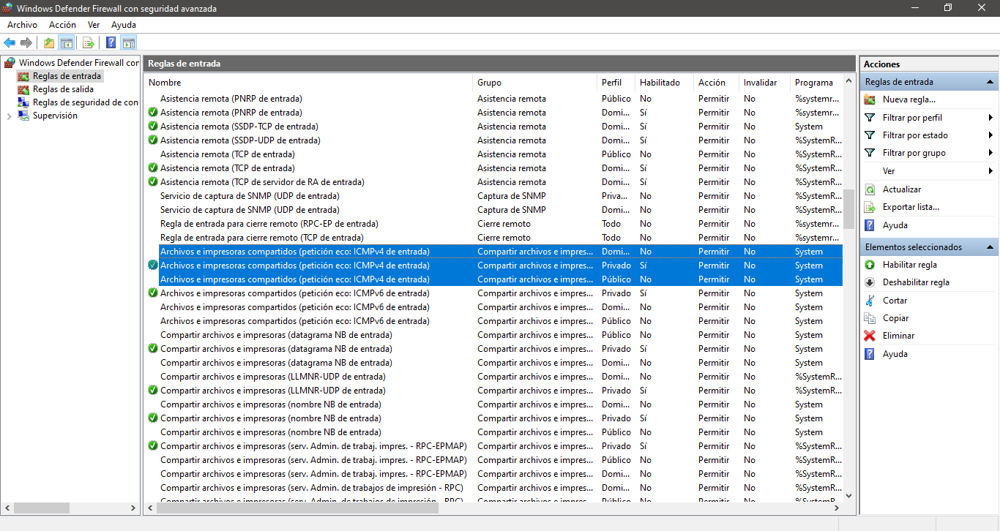 Windows Defender Firewall con seguridad avanzada
Archivo Acción Ver Ayuda
Windows Defender Firewall con
Reglas de entrada
Reglas de salida
Reglas de seguridad de con
Supervisión
Reglas de entrada
Nombre Grupo Perfil Habilitado Acción Invalidar Programa
Asistencia remota (PNRP de entrada) Asistencia remota Público No Permitir No %systemr...
Asistencia remota (PNRP de entrada) Asistencia remota Domi... Sí Permitir No %systemr...
Asistencia remota (SSDP-TCP de entrada) Asistencia remota Domi... Sí Permitir No System
Asistencia remota (SSDP-UDP de entrada) Asistencia remota Domi... Sí Permitir No %SystemR...
Asistencia remota (TCP de entrada) Asistencia remota Público No Permitir No %SystemR...
Asistencia remota (TCP de entrada) Asistencia remota Domi... Sí Permitir No %SystemR...
Asistencia remota (TCP de servidor de RA de entrada) Asistencia remota Domi... Sí Permitir No %SystemR...
Servicio de captura de SNMP (UDP de entrada) Captura de SNMP Priva... No Permitir No %SystemR...
Servicio de captura de SNMP (UDP de entrada) Captura de SNMP Domi... No Permitir No %SystemR...
Regla de entrada para cierre remoto (RPC-EP de entrada) Cierre remoto Todo No Permitir No %systemr...
Regla de entrada para cierre remoto (TCP de entrada) Cierre remoto Todo No Permitir No %systemr...
Archivos e impresoras compartidos (petición eco: ICMPv4 de entrada) Compartir archivos e impres... Domi... No Permitir No System
Archivos e impresoras compartidos (petición eco: ICMPv4 de entrada) Compartir archivos e impres... Privado Sí Permitir No System
Archivos e impresoras compartidos (petición eco: ICMPv4 de entrada) Compartir archivos e impres... Público No Permitir No System
Archivos e impresoras compartidos (petición eco: ICMPv6 de entrada) Compartir archivos e impres... Privado Sí Permitir No System
Archivos e impresoras compartidos (petición eco: ICMPv6 de entrada) Compartir archivos e impres... Domi... No Permitir No System
Archivos e impresoras compartidos (petición eco: ICMPv6 de entrada) Compartir archivos e impres... Público No Permitir No System
Compartir archivos e impresoras (datagrama NB de entrada) Compartir archivos e impres... Público No Permitir No System
Compartir archivos e impresoras (datagrama NB de entrada) Compartir archivos e impres... Privado Sí Permitir No System
Compartir archivos e impresoras (datagrama NB de entrada) Compartir archivos e impres... Domi... No Permitir No System
Compartir archivos e impresoras (LLMNR-UDP de entrada) Compartir archivos e impres... Domi... No Permitir No %SystemR...
Compartir archivos e impresoras (LLMNR-UDP de entrada) Compartir archivos e impres... Privado Sí Permitir No %SystemR...
Compartir archivos e impresoras (nombre NB de entrada) Compartir archivos e impres... Domi... No Permitir No System
Compartir archivos e impresoras (nombre NB de entrada) Compartir archivos e impres... Privado Sí Permitir No System
Compartir archivos e impresoras (nombre NB de entrada) Compartir archivos e impres... Público No Permitir No System
Compartir archivos e impresoras (serv. Admin. de trabaj. impres. - RPC-EPMAP) Compartir archivos e impres... Privado Sí Permitir No %SystemR...
Compartir archivos e impresoras (serv. Admin. de trabaj. impres. - RPC-EPMAP) Compartir archivos e impres... Público No Permitir No %SystemR...
Compartir archivos e impresoras (serv. Admin. de trabaj. impres. - RPC-EPMAP) Compartir archivos e impres... Domi... No Permitir No %SystemR...
Compartir archivos e impresoras (serv. Admin. de trabajos de impresión - RPC) Compartir archivos e impres... Domi... No Permitir No %SystemR...
Compartir archivos e impresoras (serv. Admin. de trabajos de impresión - RPC) Compartir archivos e impres... Público No Permitir No %SystemR...
Acciones
Reglas de entrada
Nueva regla...
Filtrar por perfil
Filtrar por estado
Filtrar por grupo
Ver
Actualizar
Exportar lista...
Ayuda
Elementos seleccionados
Habilitar regla
Deshabilitar regla
Cortar
Copiar
Eliminar
Ayuda